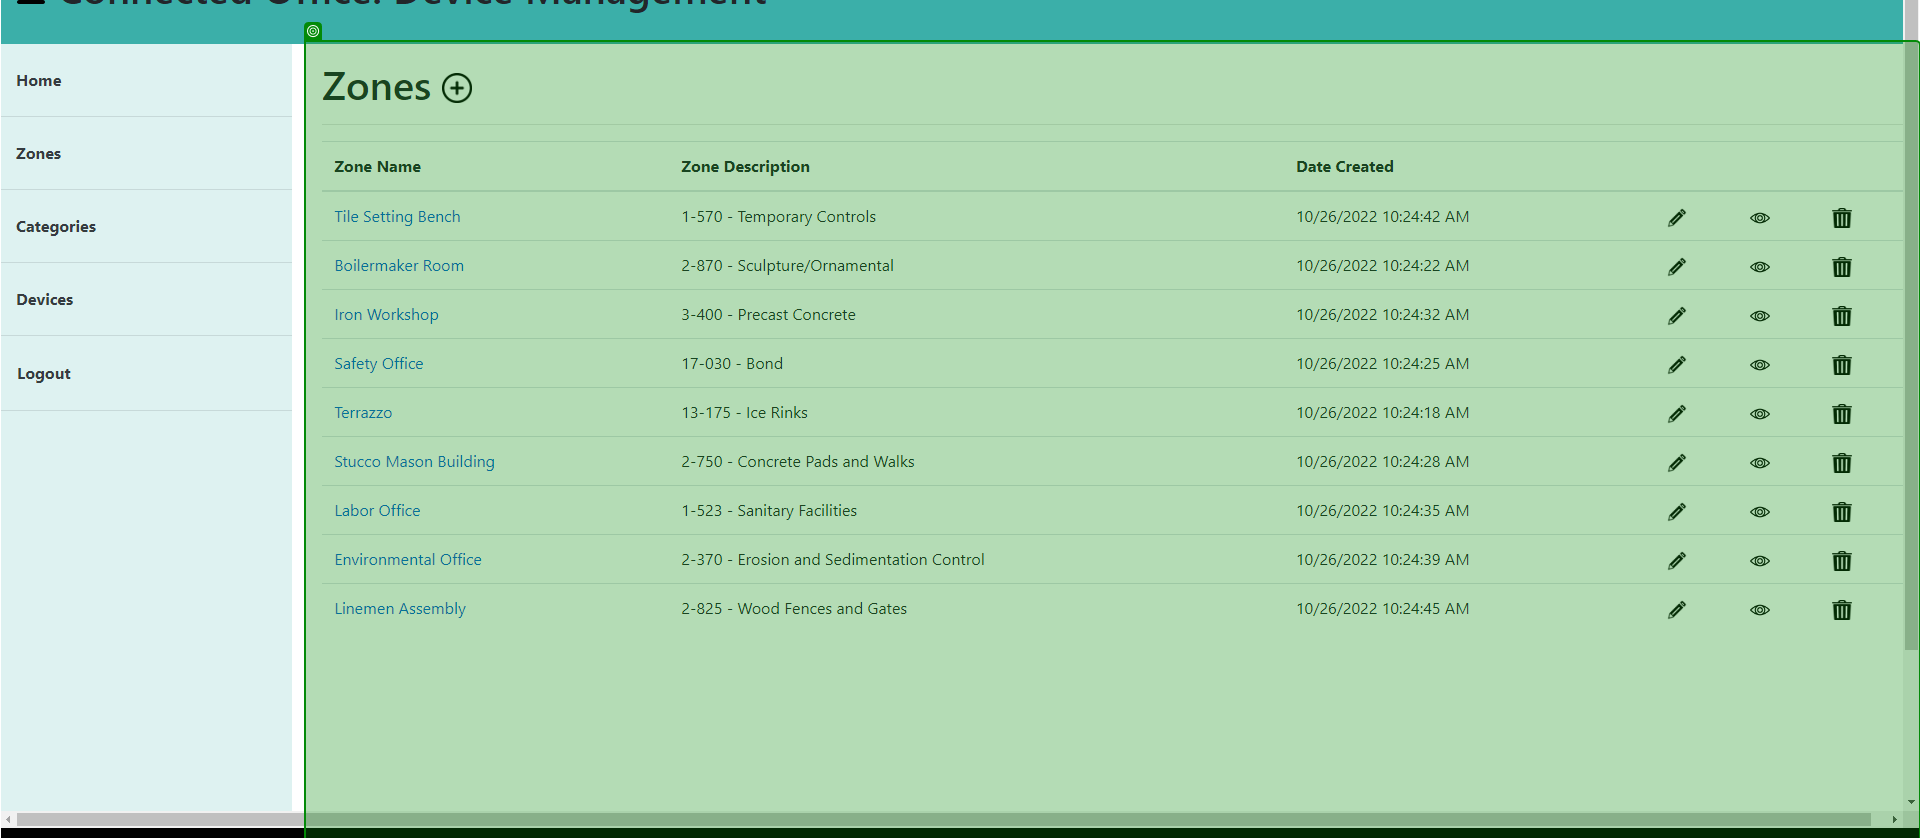 Connected Office: Device Management
Home
Zones
Categories
Devices
Logout
Zones
Zone Name Zone Description Date Created
Tile Setting Bench 1-570 - Temporary Controls 10/26/2022 10:24:42 AM
Boilermaker Room 2-870 - Sculpture/Ornamental 10/26/2022 10:24:22 AM
Iron Workshop 3-400 - Precast Concrete 10/26/2022 10:24:32 AM
Safety Office 17-030 - Bond 10/26/2022 10:24:25 AM
Terrazzo 13-175 - Ice Rinks 10/26/2022 10:24:18 AM
Stucco Mason Building 2-750 - Concrete Pads and Walks 10/26/2022 10:24:28 AM
Labor Office 1-523 - Sanitary Facilities 10/26/2022 10:24:35 AM
Environmental Office 2-370 - Erosion and Sedimentation Control 10/26/2022 10:24:39 AM
Linemen Assembly 2-825 - Wood Fences and Gates 10/26/2022 10:24:45 AM